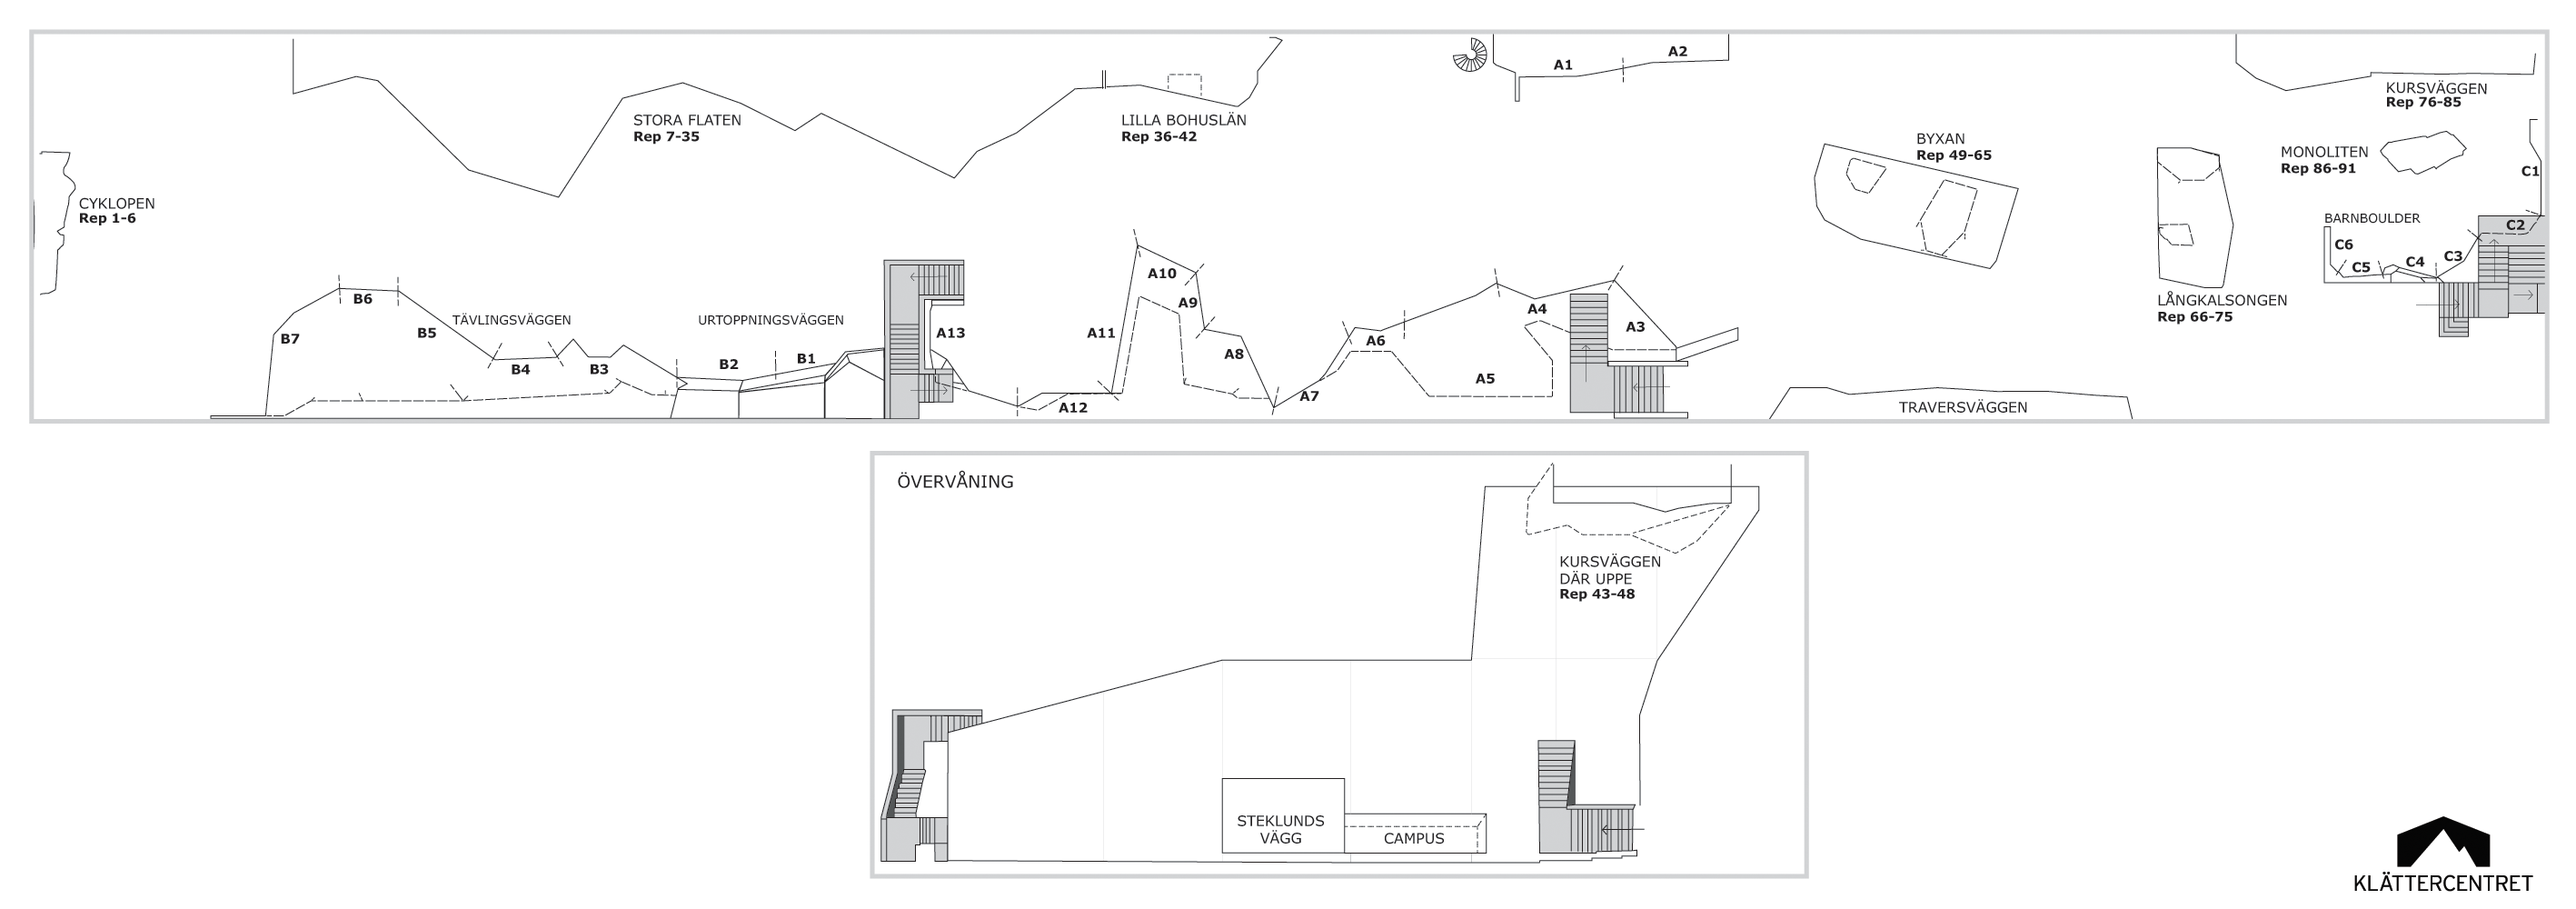 A1
A2
STORA FLATEN
Rep 7-35
LILLA BOHUSLÄN
Rep 36-42
KURSVÄGGEN
Rep 76-85
BYXAN
Rep 49-65
MONOLITEN
Rep 86-91
C1
CYKLOPEN
Rep 1-6
BARNBOULDER
C2
C6
C5
C4
C3
A10
A9
B6
B7
B5
TÄVLINGSVÄGGEN
B4
B3
URTOPPNINGSVÄGGEN
B2
B1
A13
A11
A12
A8
A7
A6
A5
A4
A3
LÅNGKALSONGEN
Rep 66-75
TRAVERSVÄGGEN
ÖVERVÅNING
KURSVÄGGEN
DÄR UPPE
Rep 43-48
STEKLUNDS
VÄGG
CAMPUS
KLÄTTERCENTRET